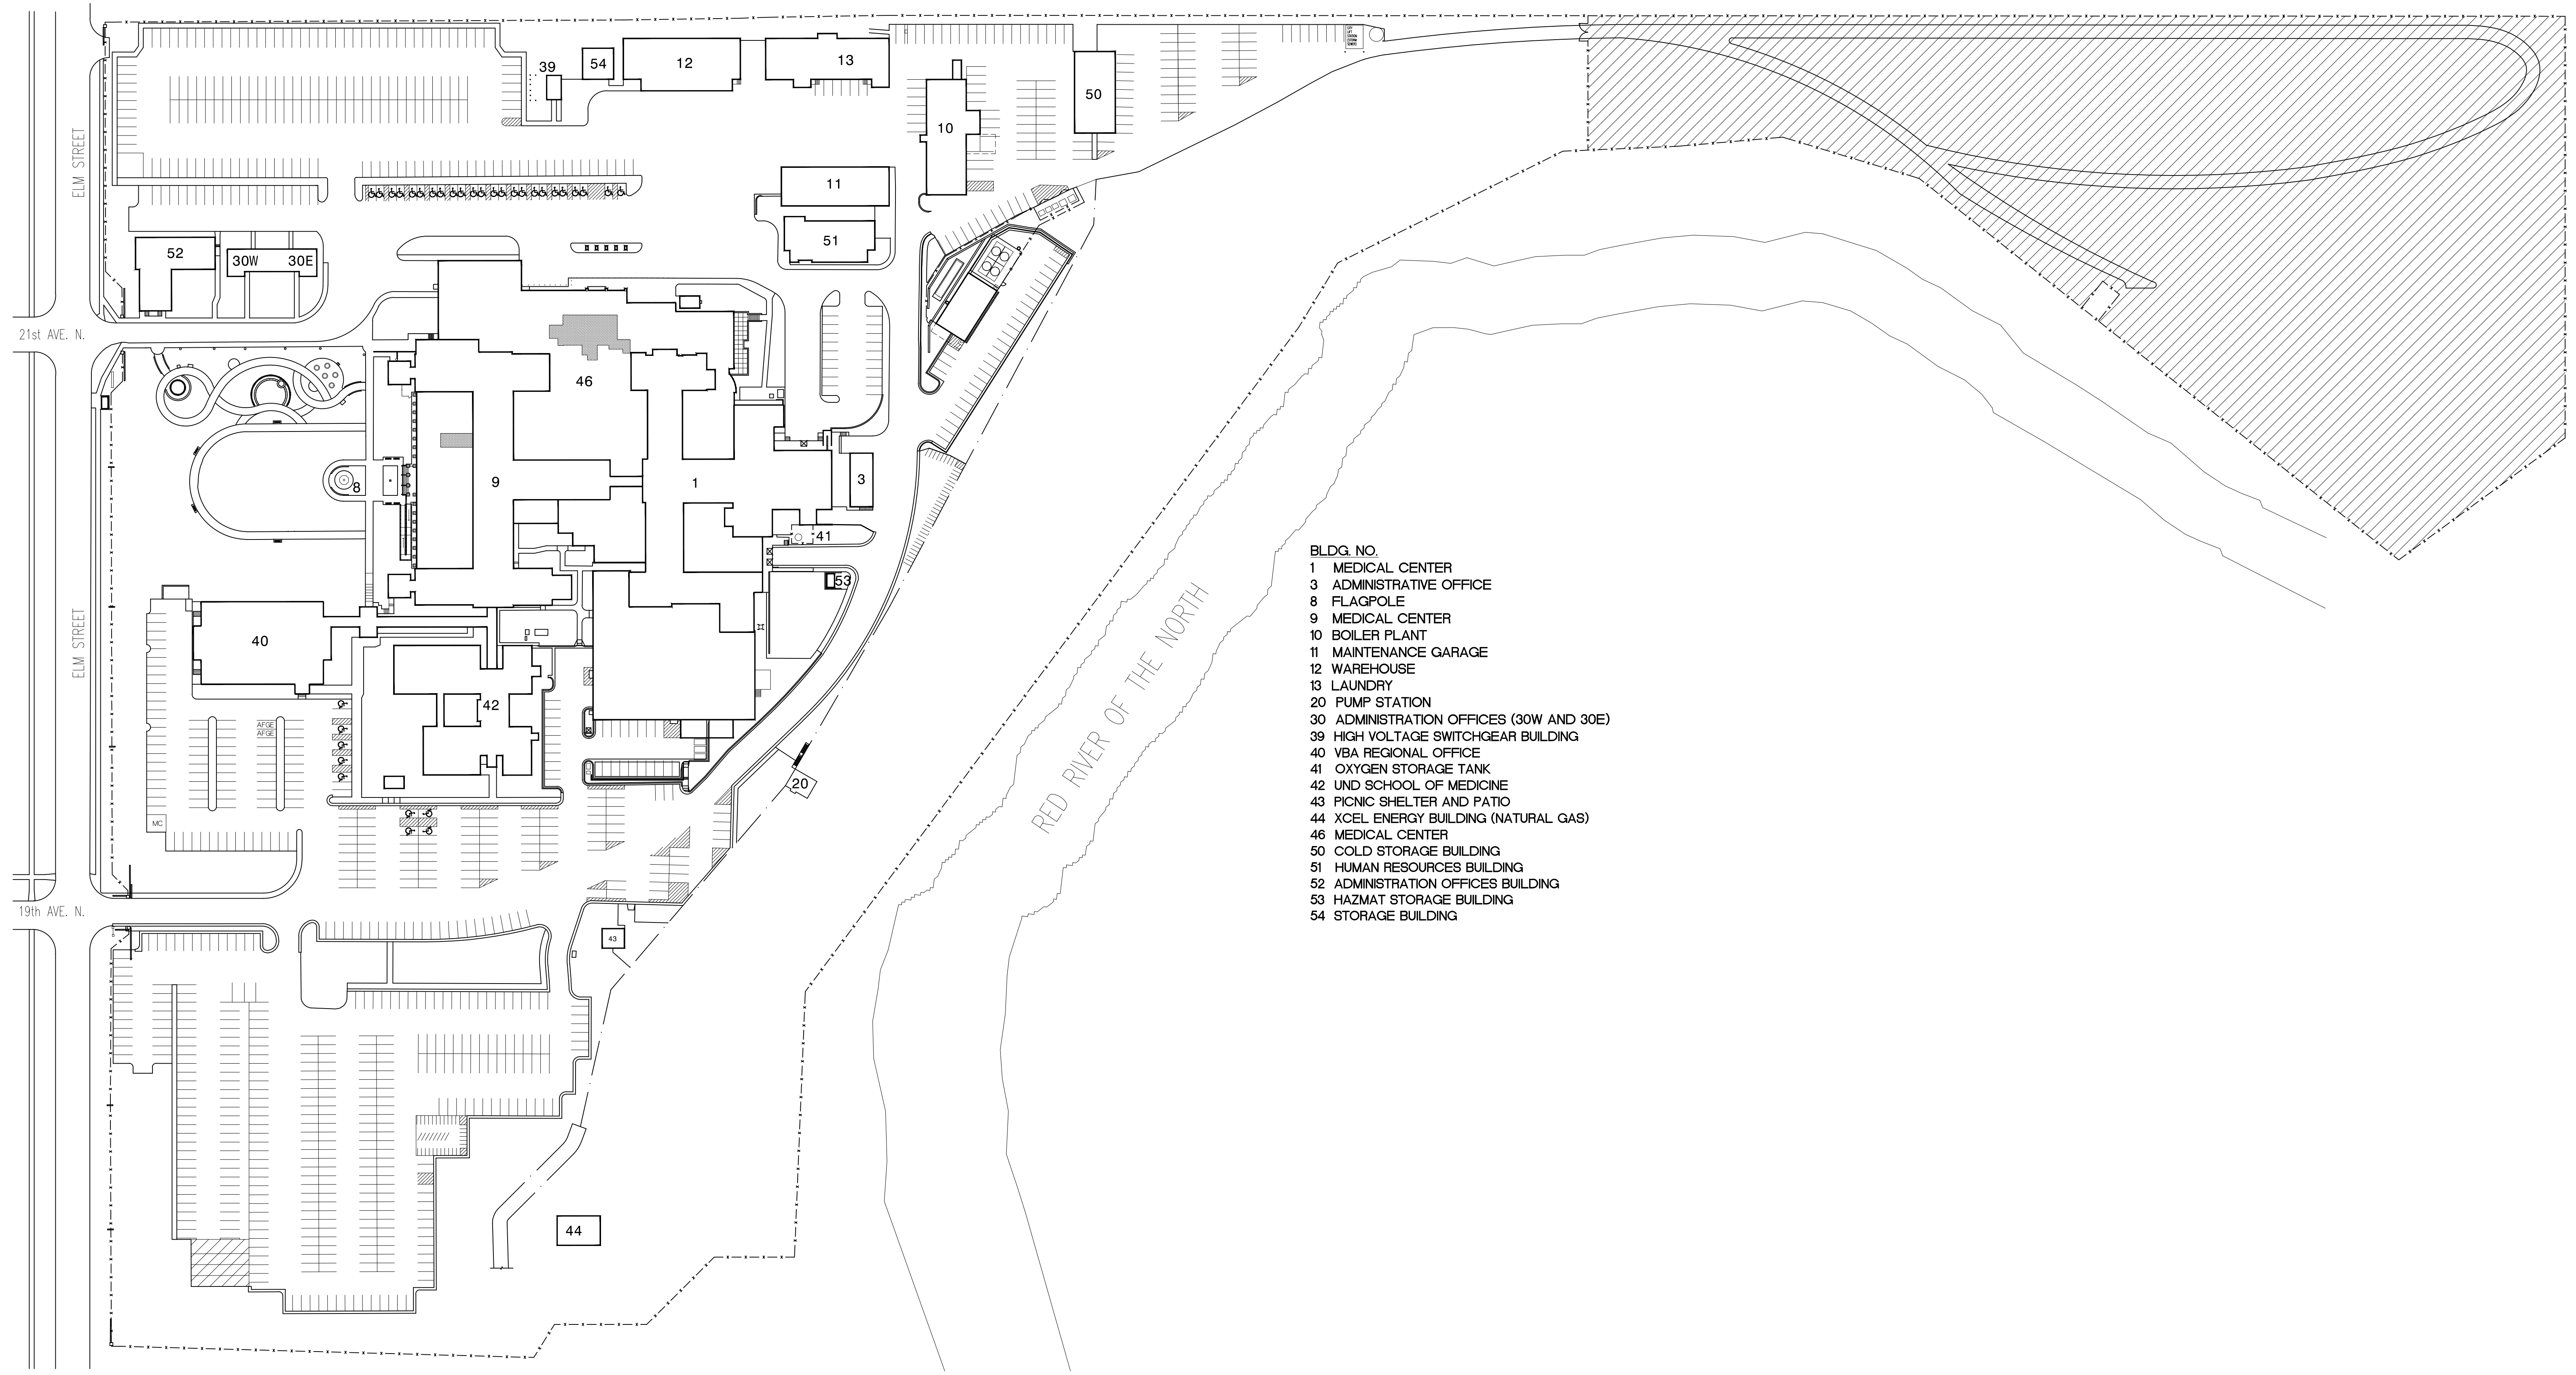 39
54
12
13
50
10
11
51
52
30W
30E
ELM STREET
21st AVE. N.
46
8
9
1
3
41
53
40
42
20
AFGE
AFGE
MC
ELM STREET
19th AVE. N.
43
44
RED RIVER OF THE NORTH
BLDG. NO.
1 MEDICAL CENTER
3 ADMINISTRATIVE OFFICE
8 FLAGPOLE
9 MEDICAL CENTER
10 BOILER PLANT
11 MAINTENANCE GARAGE
12 WAREHOUSE
13 LAUNDRY
20 PUMP STATION
30 ADMINISTRATION OFFICES (30W AND 30E)
39 HIGH VOLTAGE SWITCHGEAR BUILDING
40 VBA REGIONAL OFFICE
41 OXYGEN STORAGE TANK
42 UND SCHOOL OF MEDICINE
43 PICNIC SHELTER AND PATIO
44 XCEL ENERGY BUILDING (NATURAL GAS)
46 MEDICAL CENTER
50 COLD STORAGE BUILDING
51 HUMAN RESOURCES BUILDING
52 ADMINISTRATION OFFICES BUILDING
53 HAZMAT STORAGE BUILDING
54 STORAGE BUILDING